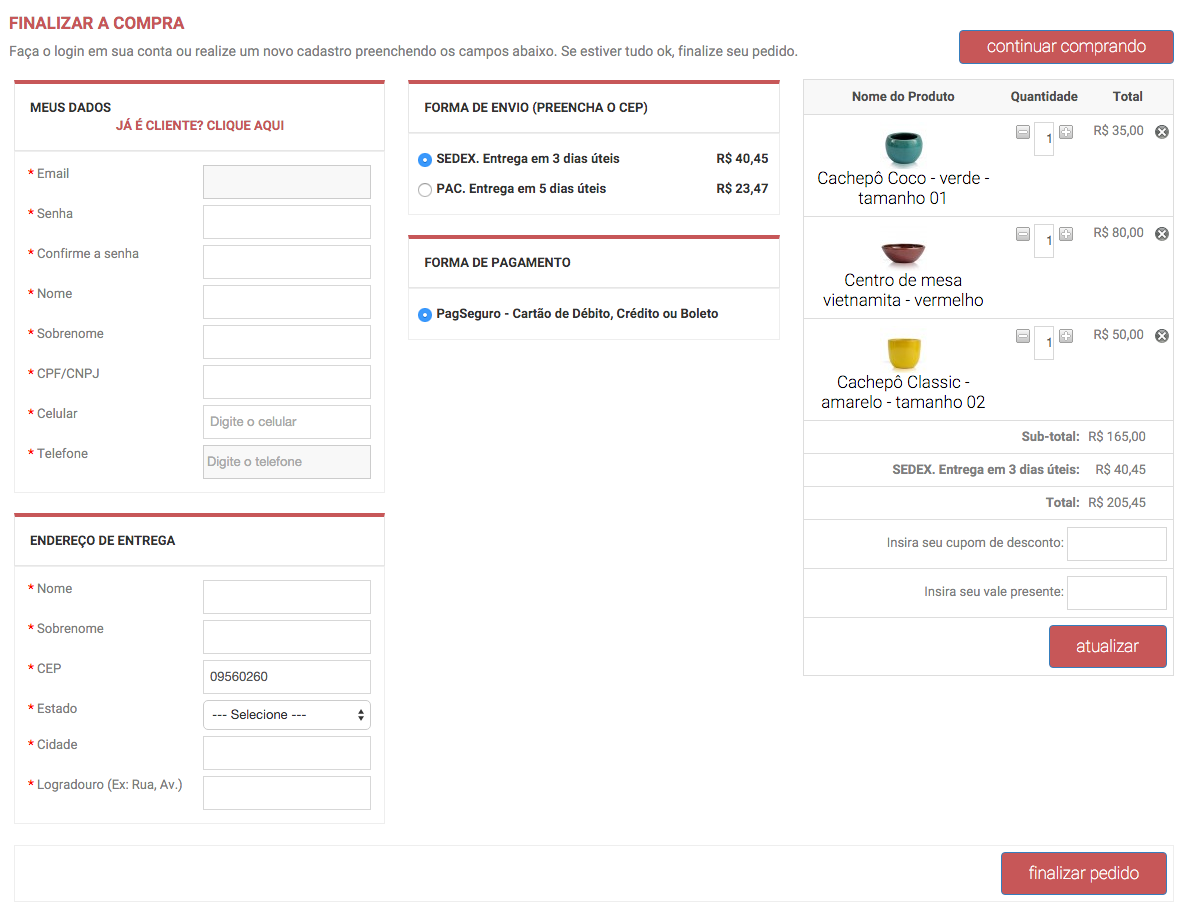 FINALIZAR A COMPRA
Faça o login em sua conta ou realize um novo cadastro preenchendo os campos abaixo. Se estiver tudo ok, finalize seu pedido.
continuar comprando
MEUS DADOS
JÁ É CLIENTE? CLIQUE AQUI
* Email
* Senha
* Confirme a senha
* Nome
* Sobrenome
* CPF/CNPJ
* Celular
Digite o celular
* Telefone
Digite o telefone
ENDEREÇO DE ENTREGA
* Nome
* Sobrenome
* CEP
09560260
* Estado
--- Selecione ---
* Cidade
* Logradouro (Ex: Rua, Av.)
FORMA DE ENVIO (PREENCHA O CEP)
SEDEX. Entrega em 3 dias úteis R$ 40,45
PAC. Entrega em 5 dias úteis R$ 23,47
FORMA DE PAGAMENTO
PagSeguro - Cartão de Débito, Crédito ou Boleto
Nome do Produto Quantidade Total
1 R$ 35,00
Cachepô Coco - verde -
tamanho 01
1 R$ 80,00
Centro de mesa
vietnamita - vermelho
1 R$ 50,00
Cachepô Classic -
amarelo - tamanho 02
Sub-total: R$ 165,00
SEDEX. Entrega em 3 dias úteis: R$ 40,45
Total: R$ 205,45
Insira seu cupom de desconto:
Insira seu vale presente:
atualizar
finalizar pedido